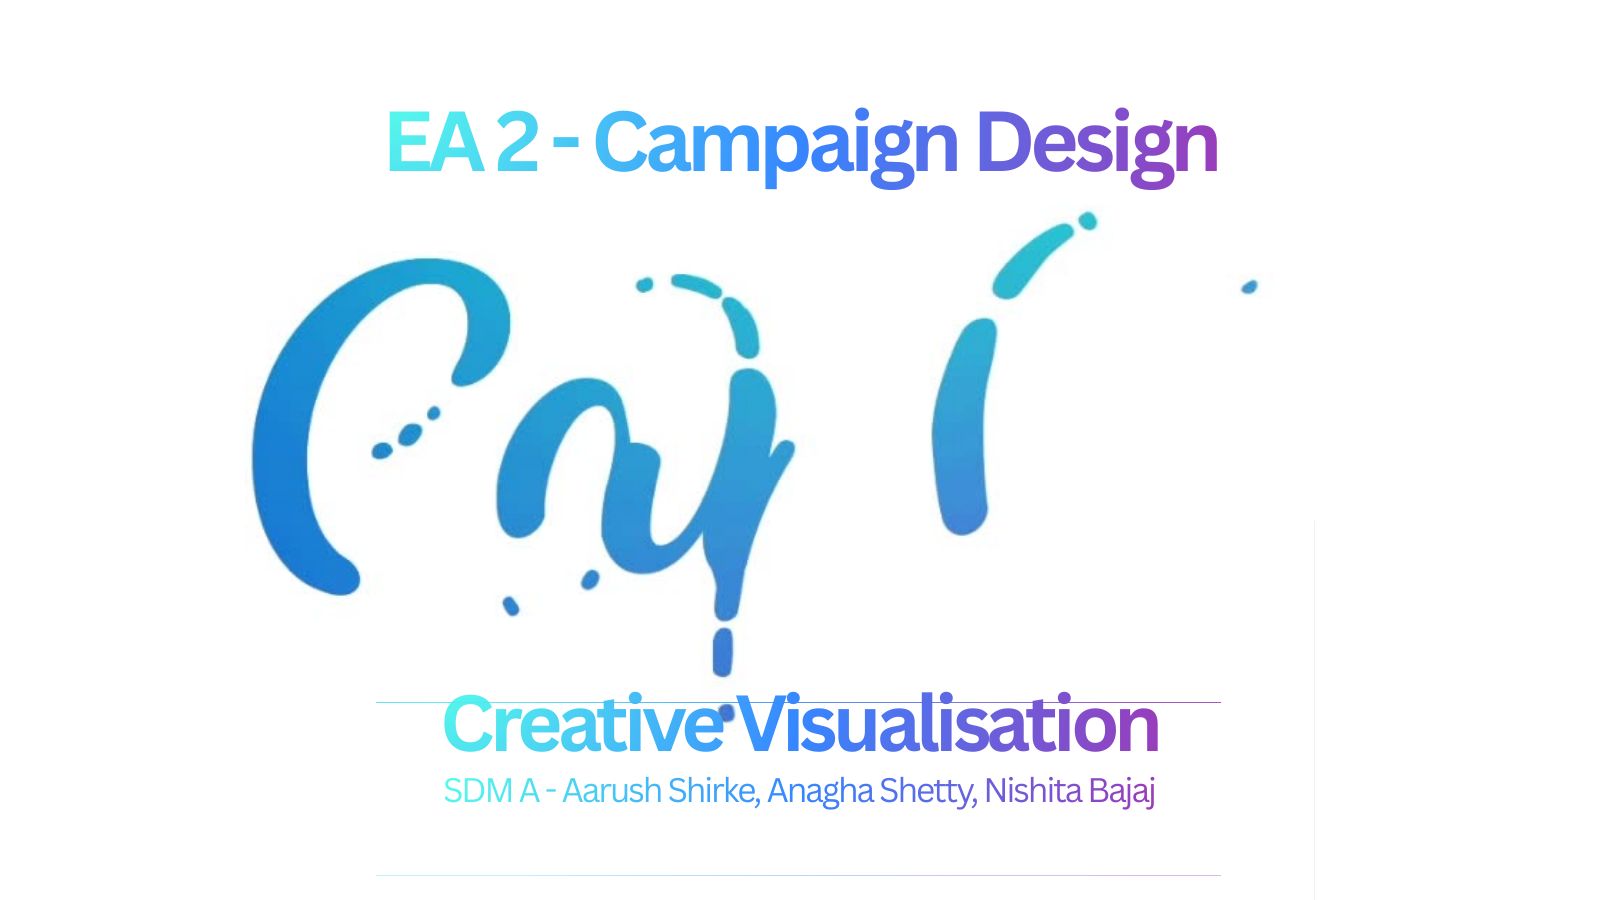 EA 2 - Campaign Design
Creative Visualisation
SDM A - Aarush Shirke, Anagha Shetty, Nishita Bajaj